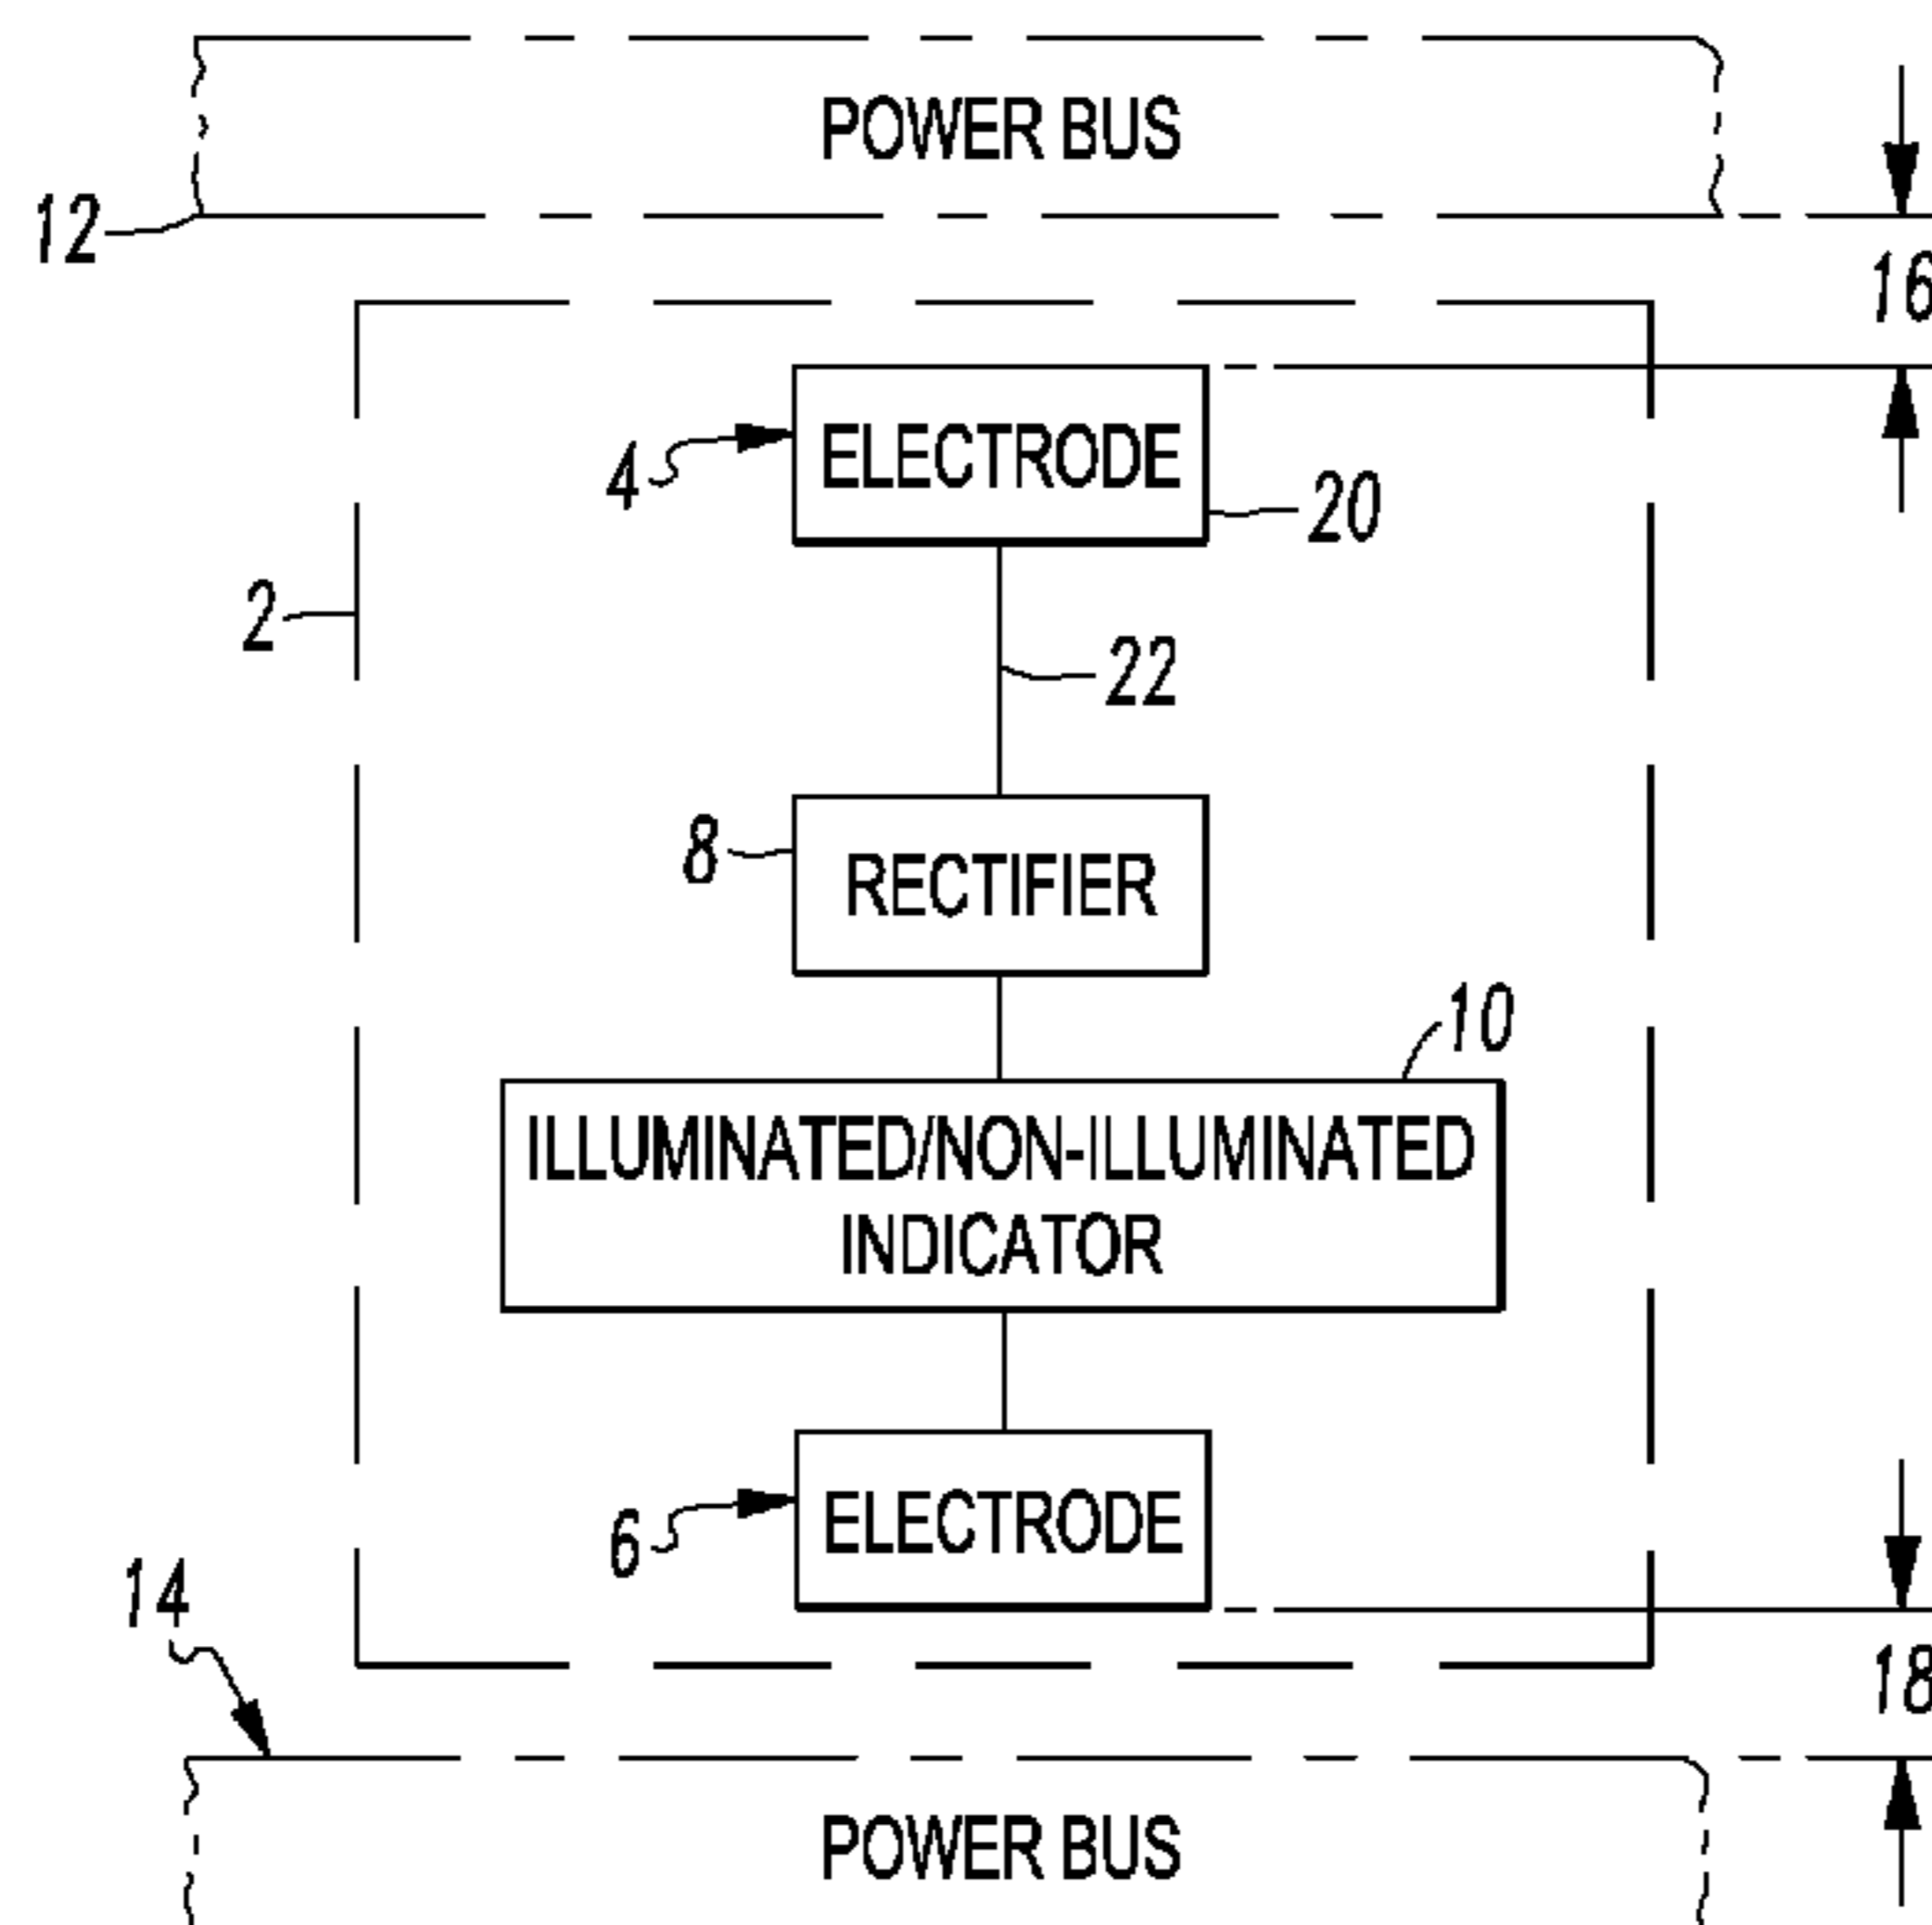 POWER BUS
12
16
4
ELECTRODE
20
2
22
8
RECTIFIER
10
ILLUMINATED/NON-ILLUMINATED
INDICATOR
6
ELECTRODE
14
18
POWER BUS